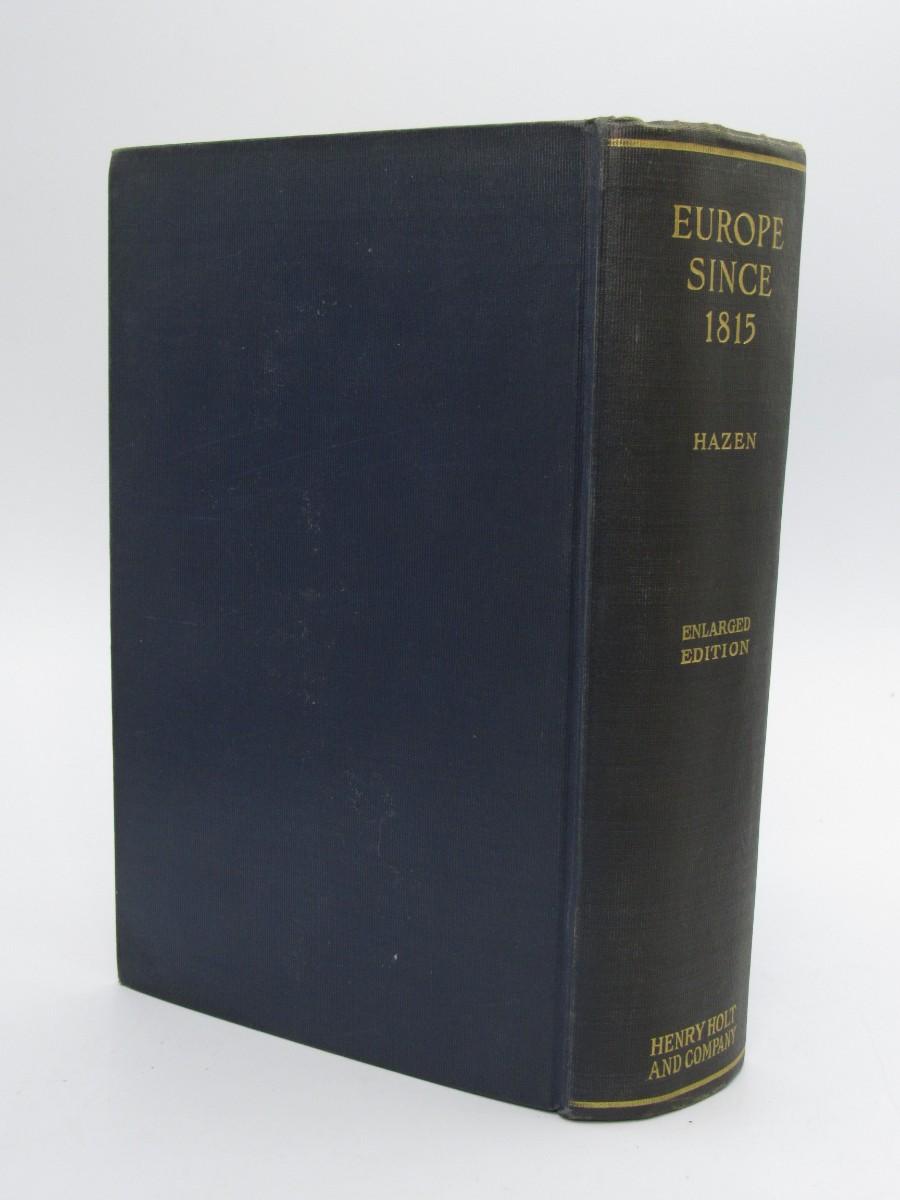 EUROPE
SINCE
1815
HAZEN
ENLARGED
EDITION
HENRY HOLT
AND COMPANY